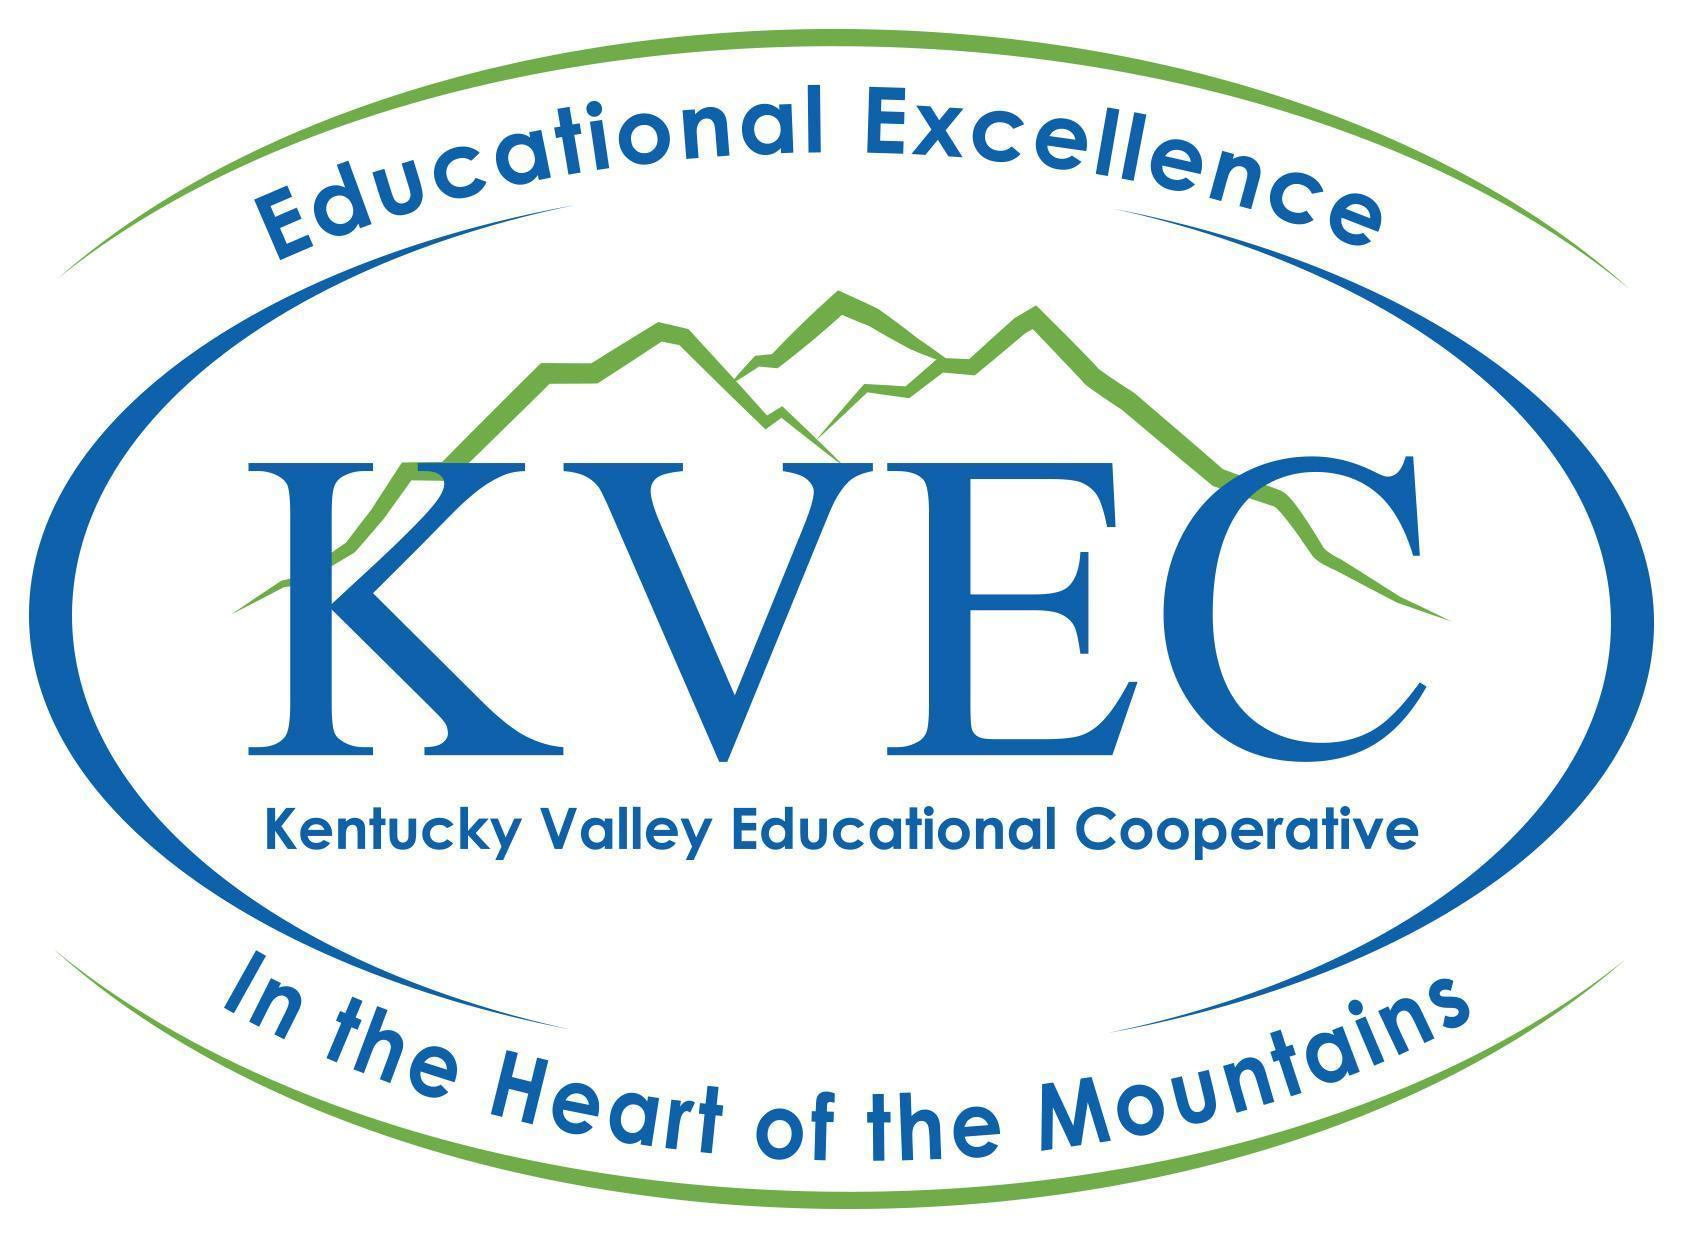 Educational Excellence
KVEC
Kentucky Valley Educational Cooperative
In the Heart of the Mountains